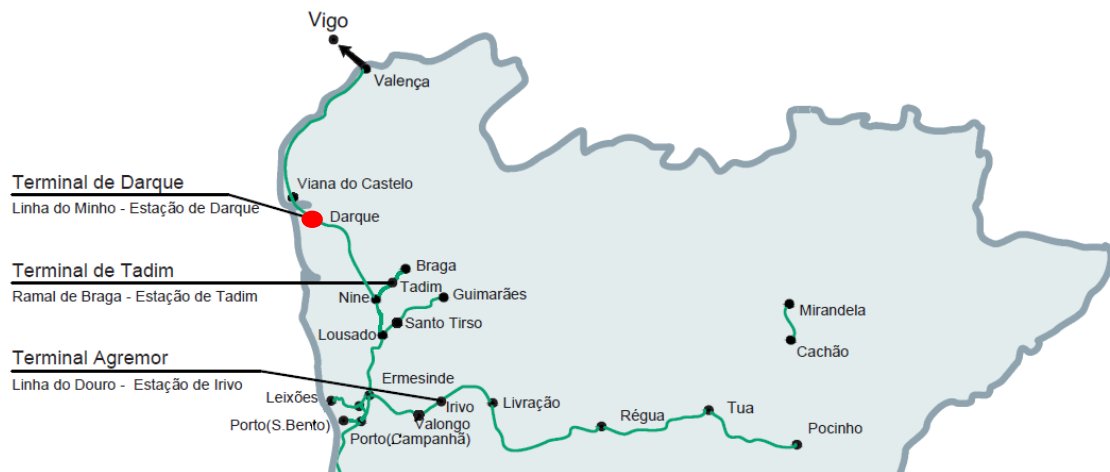 Vigo
Valença
Terminal de Darque
Viana do Castelo
Linha do Minho - Estação de Darque
Darque
Terminal de Tadim
Braga
Tadim
Ramal de Braga - Estação de Tadim
Nine
Guimarães
Mirandela
Santo Tirso
Lousado
Cachão
Terminal Agremor
Linha do Douro - Estação de Irivo
Ermesinde
Leixões
Irivo
Livração
Régua
Tua
Valongo
Porto(S.Bento)
Porto(Campanhã)
Pocinho